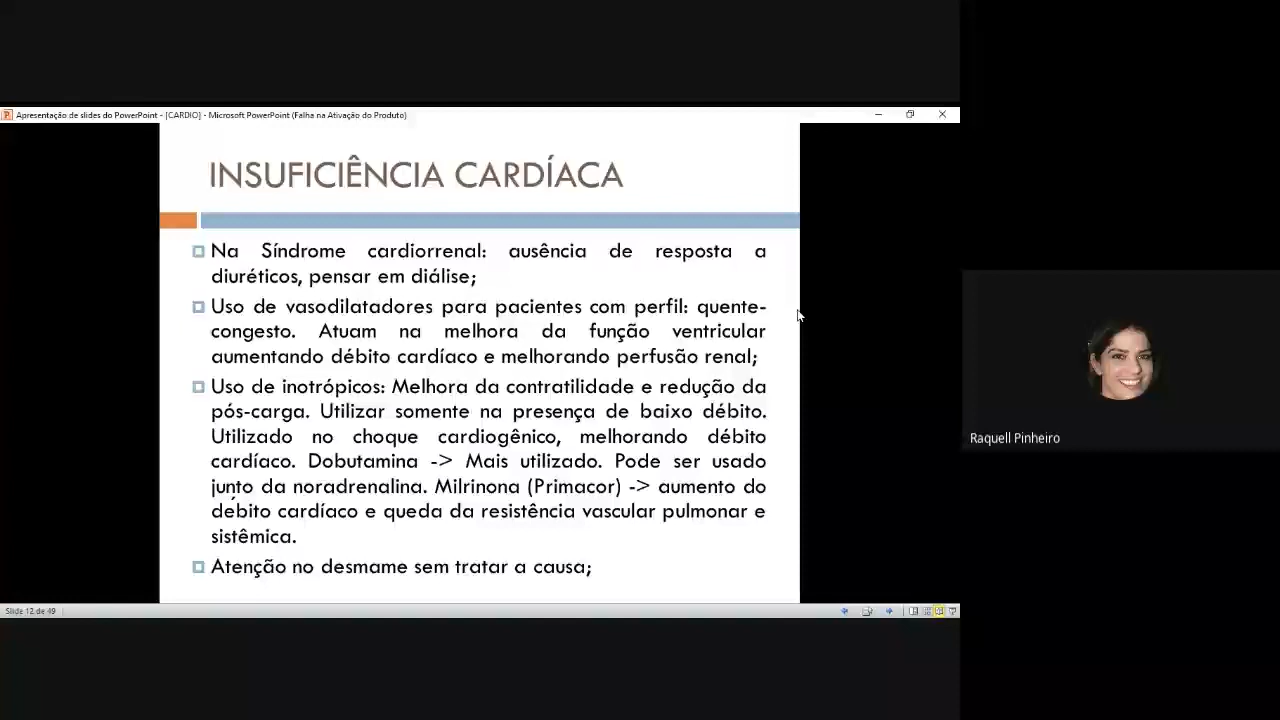 Apresentação de slides do PowerPoint - [CARDIO] - Microsoft PowerPoint (Falha na Ativação do Produto)
INSUFICIÊNCIA CARDÍACA
Na Síndrome cardiorrenal: ausência de resposta a
diuréticos, pensar em diálise;
Uso de vasodilatadores para pacientes com perfil: quente-
congesto. Atuam na melhora da função ventricular
aumentando débito cardíaco e melhorando perfusão renal;
Uso de inotrópicos: Melhora da contratilidade e redução da
pós-carga. Utilizar somente na presença de baixo débito.
Utilizado no choque cardiogênico, melhorando débito
cardíaco. Dobutamina -> Mais utilizado. Pode ser usado
junto da noradrenalina. Milrinona (Primacor) -> aumento do
débito cardíaco e queda da resistência vascular pulmonar e
sistêmica.
Atenção no desmame sem tratar a causa;
Raquell Pinheiro
Slide 12 de 49